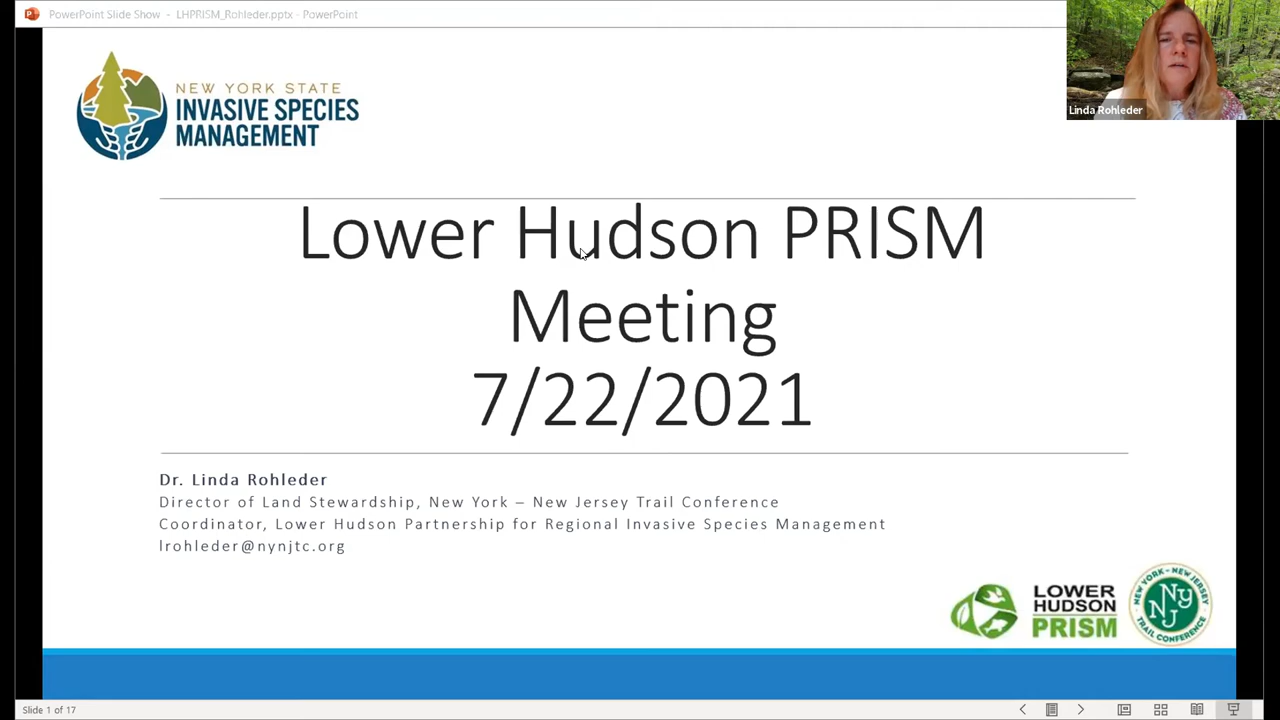 PowerPoint Slide Show - LHPRISM_Rohleder.pptx - PowerPoint
Linda Rohleder
NEW YORK STATE
INVASIVE SPECIES
MANAGEMENT
Lower Hudson PRISM
Meeting
7/22/2021
Dr. Linda Rohleder
Director of Land Stewardship, New York – New Jersey Trail Conference
Coordinator, Lower Hudson Partnership for Regional Invasive Species Management
lrohleder@nynjtc.org
LOWER
HUDSON
PRISM
NEW YORK - NEW JERSEY
NY
NJ
TRAIL CONFERENCE
Slide 1 of 17